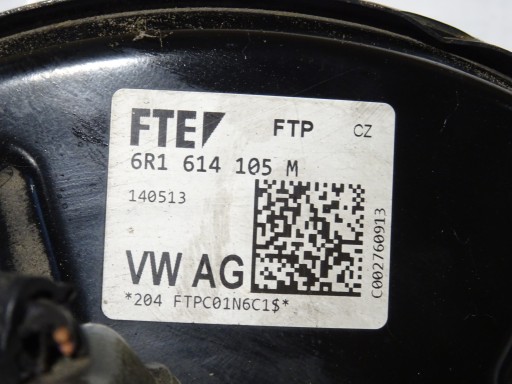 FTE FTP CZ
6R1 614 105 M
140513
VW AG
*204 FTPC01N6C1$*
C002760913